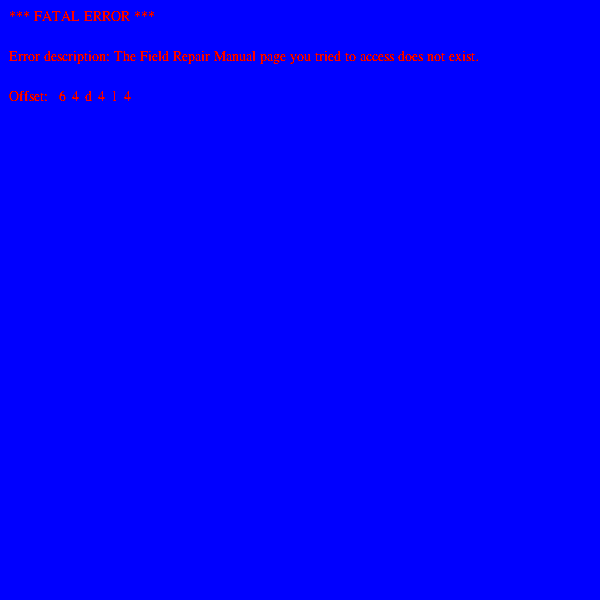 *** FATAL ERROR ***
Error description: The Field Repair Manual page you tried to access does not exist.
Offset: 6 4 d 4 1 4